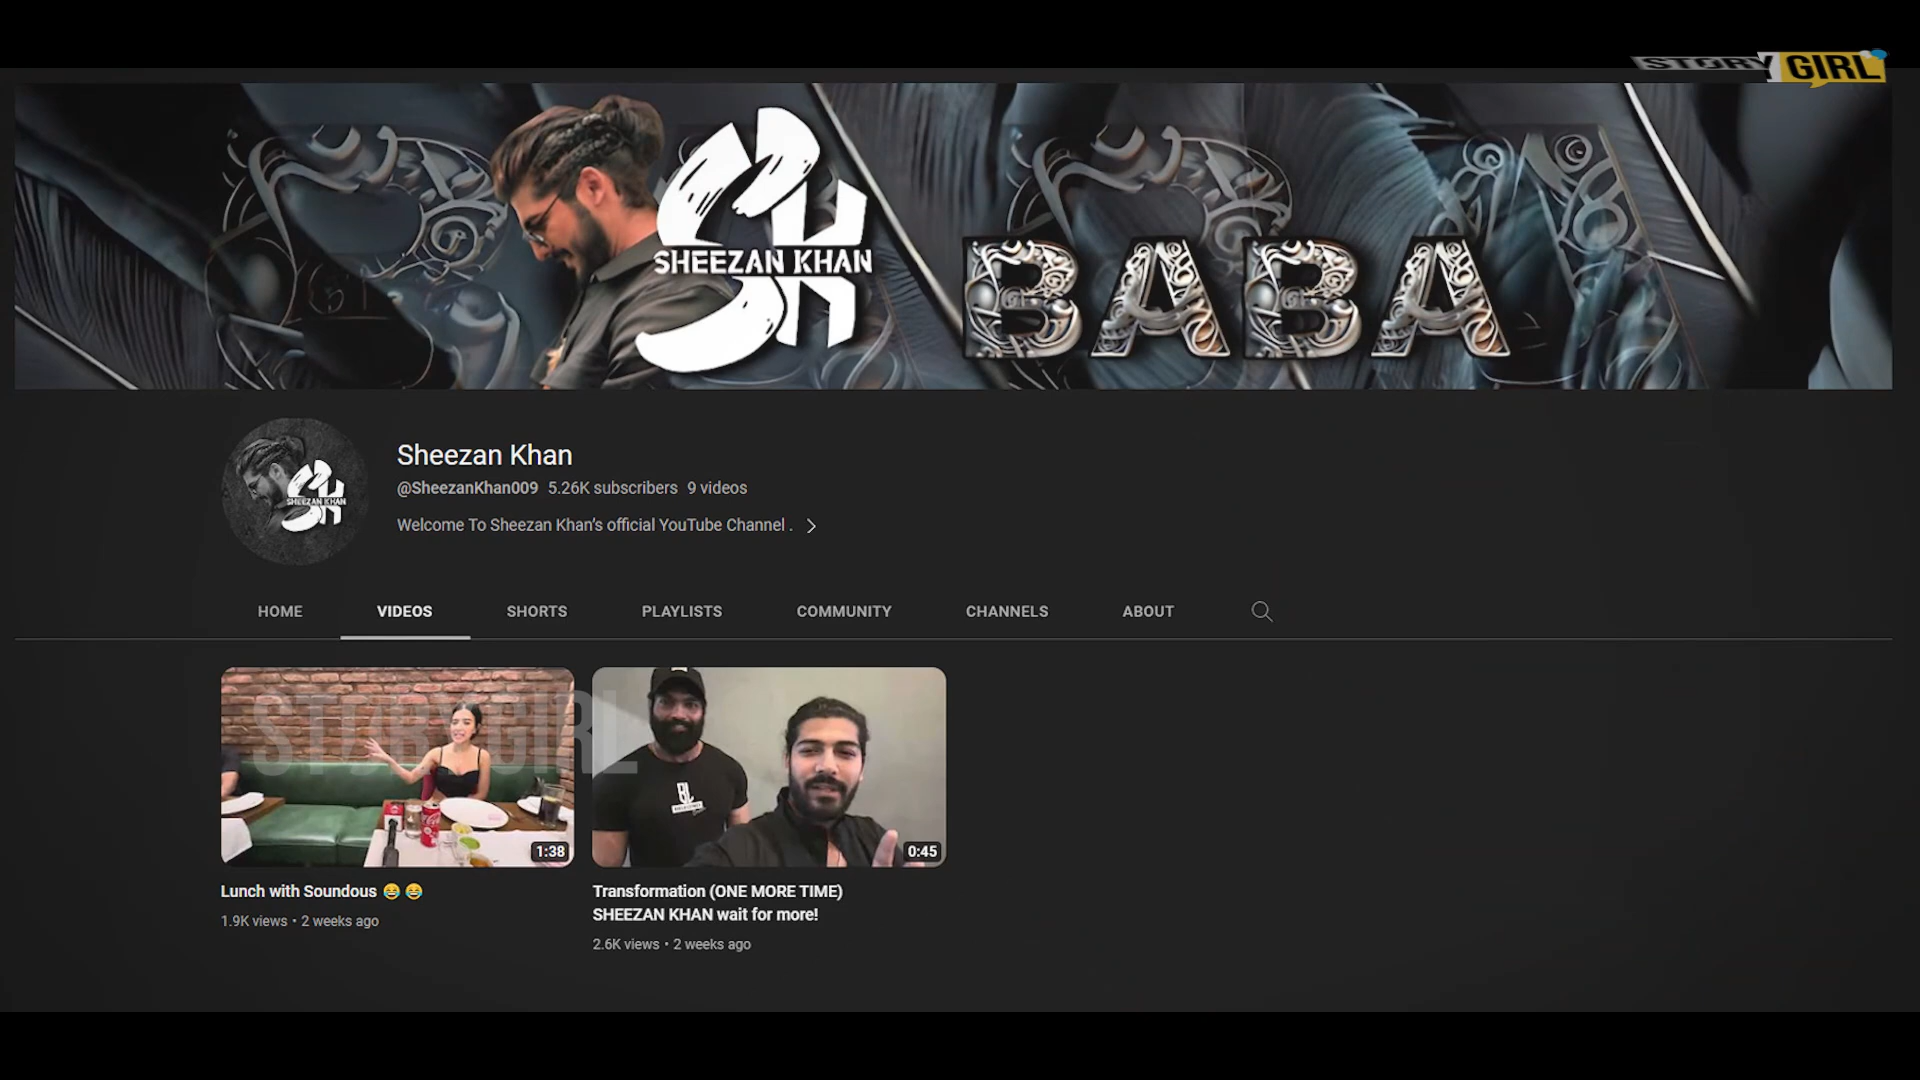 STORY GIRL
SHEEZAN KHAN
BABA
SHEEZAN KHAN
Sheezan Khan
@SheezanKhan009 5.26K subscribers 9 videos
Welcome To Sheezan Khan's official YouTube Channel .
HOME VIDEOS SHORTS PLAYLISTS COMMUNITY CHANNELS ABOUT
STORY GIRL
BL
1:38
0:45
Lunch with Soundous 😂 😂
1.9K views • 2 weeks ago
Transformation (ONE MORE TIME)
SHEEZAN KHAN wait for more!
2.6K views • 2 weeks ago